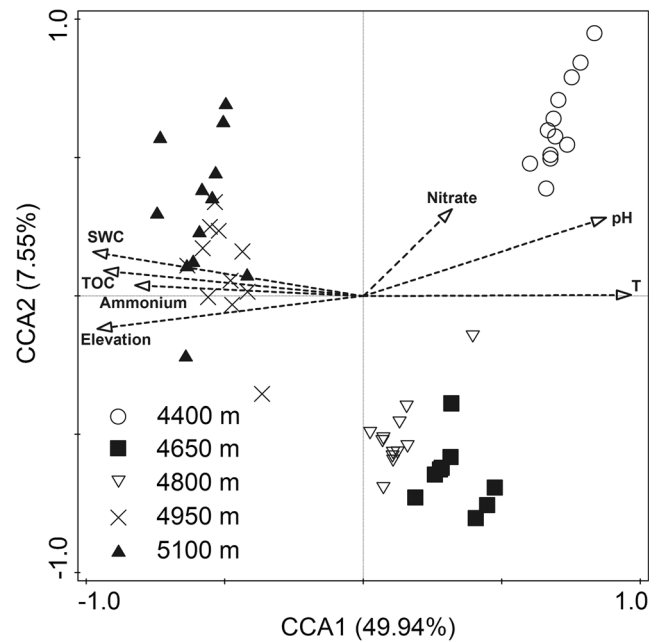 1.0
CCA2 (7.55%)
-1.0
Nitrate
pH
SWC
TOC
T
Ammonium
Elevation
4400 m
4650 m
4800 m
4950 m
5100 m
-1.0
1.0
CCA1 (49.94%)